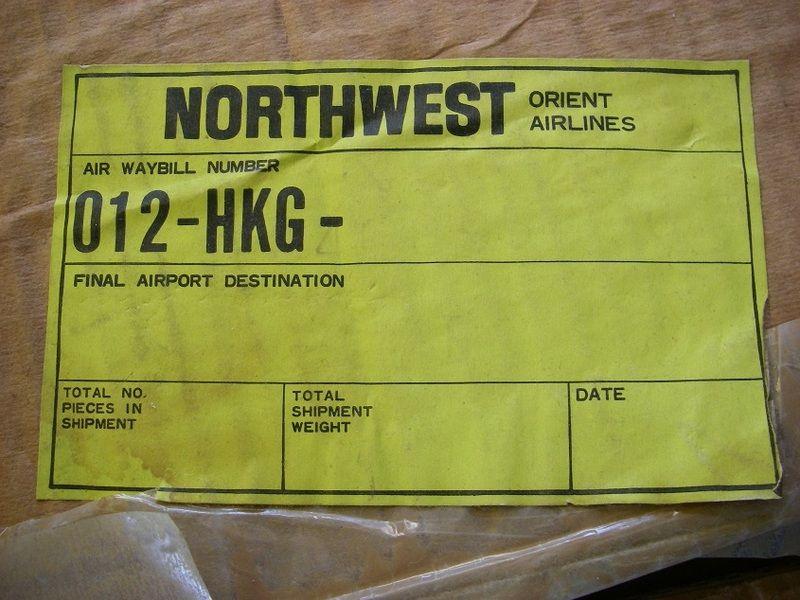 NORTHWEST ORIENT AIRLINES
AIR WAYBILL NUMBER
012-HKG-
FINAL AIRPORT DESTINATION
TOTAL NO.
PIECES IN
SHIPMENT
TOTAL
SHIPMENT
WEIGHT
DATE